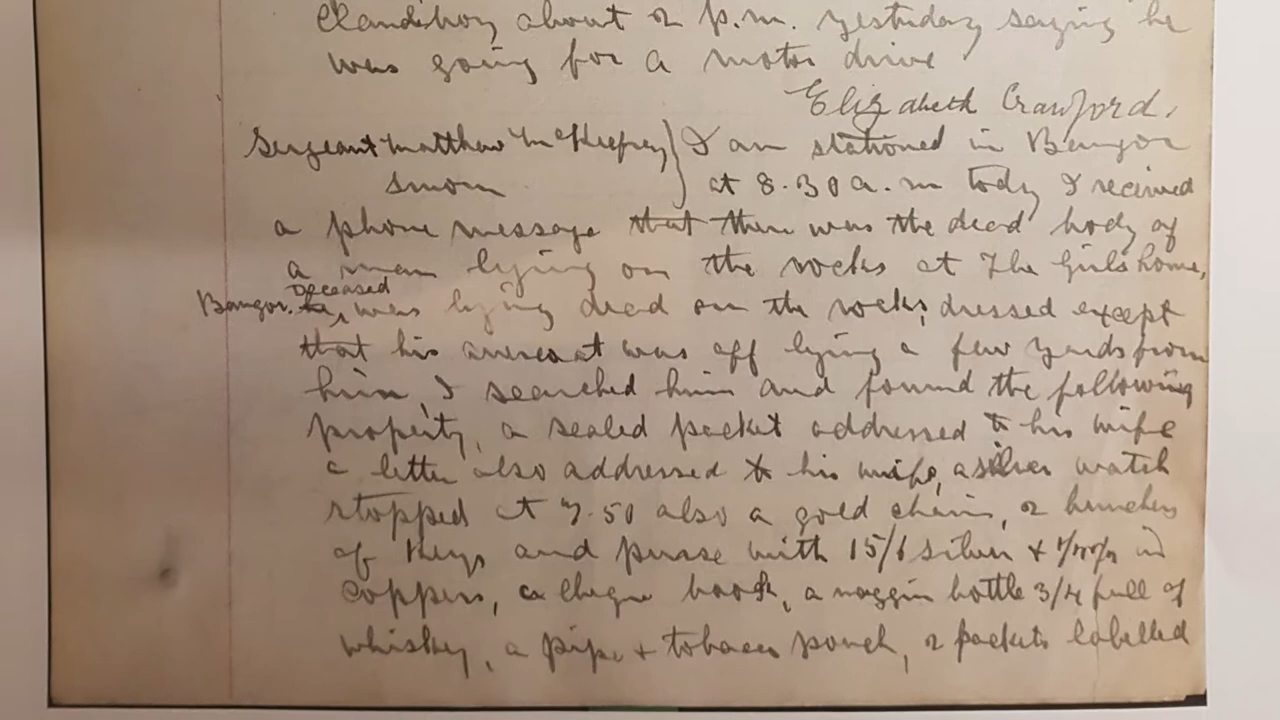 Clandeboy about 2 p.m. yesterday saying he
was going for a motor drive
Elizabeth Crawford.
Sergeant Matthew McKeefrey } I am stationed in Bangor
sworn } at 8.30 a.m today I received
a phone message that there was the dead body of
a man lying on the rocks at The Girls home,
Bangor. he, Deceased was lying dead on the rocks, dressed except
that his overcoat was off lying a few yards from
him, I searched him and found the following
property, a sealed packet addressed to his wife
a letter also addressed to his wife, a silver watch
stopped at 7.50 also a gold chain, 2 bunches
of keys and purse with 15/6 silver & in
coppers, a cheque book, a noggin bottle 3/4 full of
whiskey, a pipe & tobacco pouch, 2 packets labelled